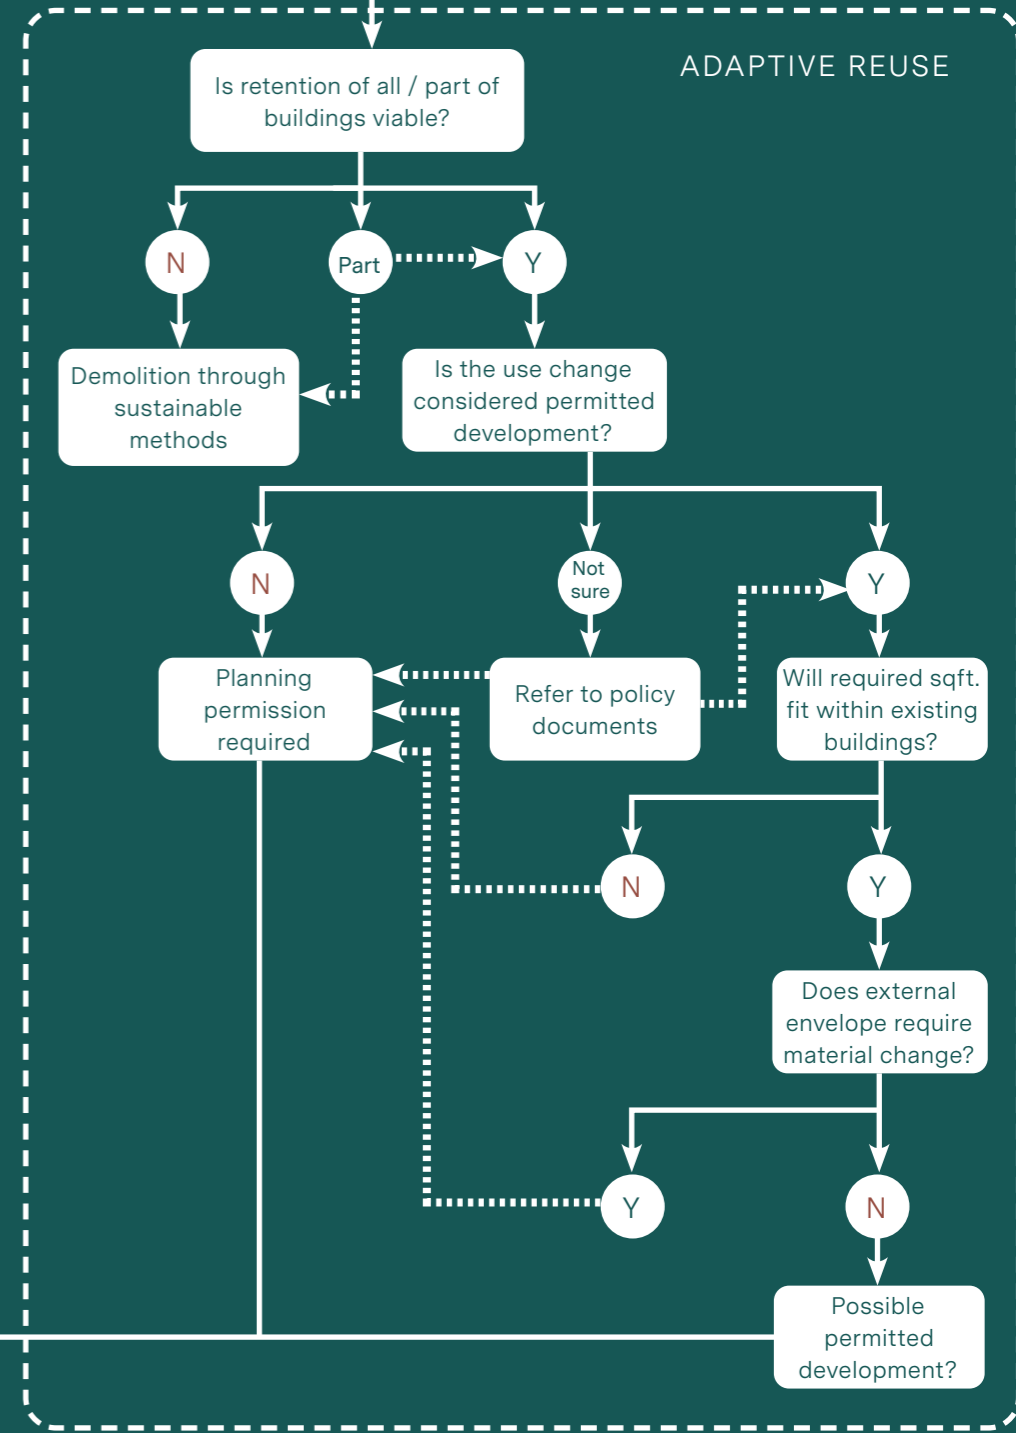 ADAPTIVE REUSE
Is retention of all / part of
buildings viable?
N
Part
Y
Demolition through
sustainable
methods
Is the use change
considered permitted
development?
N
Not
sure
Y
Planning
permission
required
Refer to policy
documents
Will required sqft.
fit within existing
buildings?
N
Y
Does external
envelope require
material change?
Y
N
Possible
permitted
development?